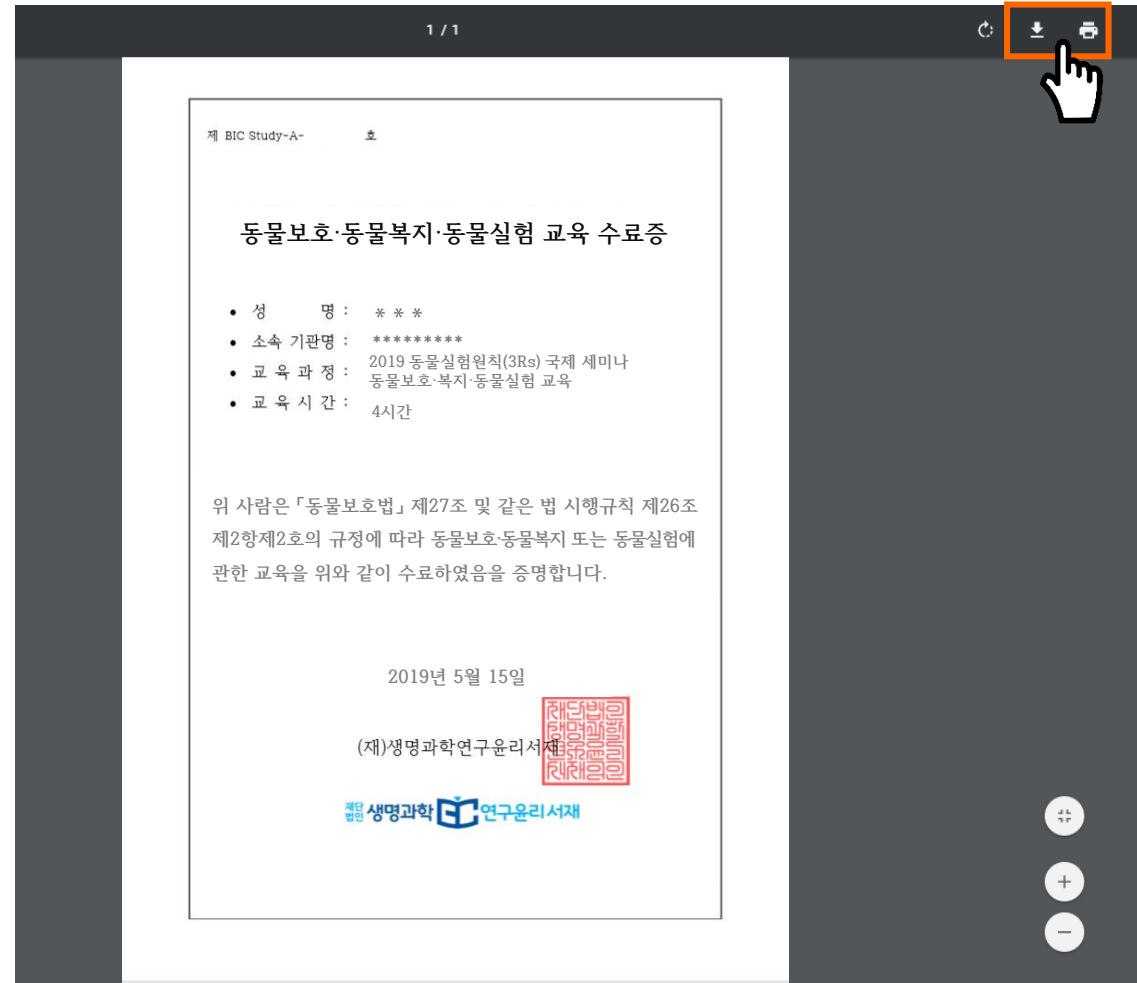 1 / 1
제 BIC Study-A- 호
동물보호·동물복지·동물실험 교육 수료증
• 성 명 : * * *
• 소속 기관명 : *********
• 교 육 과 정 : 2019 동물실험원칙(3Rs) 국제 세미나
동물보호·복지·동물실험 교육
• 교 육 시 간 : 4시간
위 사람은 「동물보호법」 제27조 및 같은 법 시행규칙 제26조
제2항제2호의 규정에 따라 동물보호·동물복지 또는 동물실험에
관한 교육을 위와 같이 수료하였음을 증명합니다.
2019년 5월 15일
(재)생명과학연구윤리서재
재단법인 생명과학 연구윤리서재